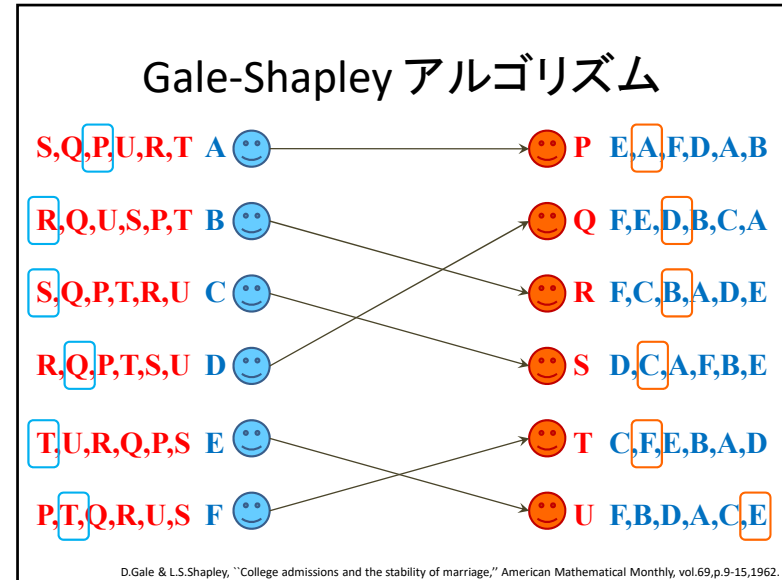 Gale-Shapley アルゴリズム
S,Q,P,U,R,T A P E,A,F,D,A,B
R,Q,U,S,P,T B Q F,E,D,B,C,A
S,Q,P,T,R,U C R F,C,B,A,D,E
R,Q,P,T,S,U D S D,C,A,F,B,E
T,U,R,Q,P,S E T C,F,E,B,A,D
P,T,Q,R,U,S F U F,B,D,A,C,E
D.Gale & L.S.Shapley, ``College admissions and the stability of marriage,'' American Mathematical Monthly, vol.69,p.9-15,1962.